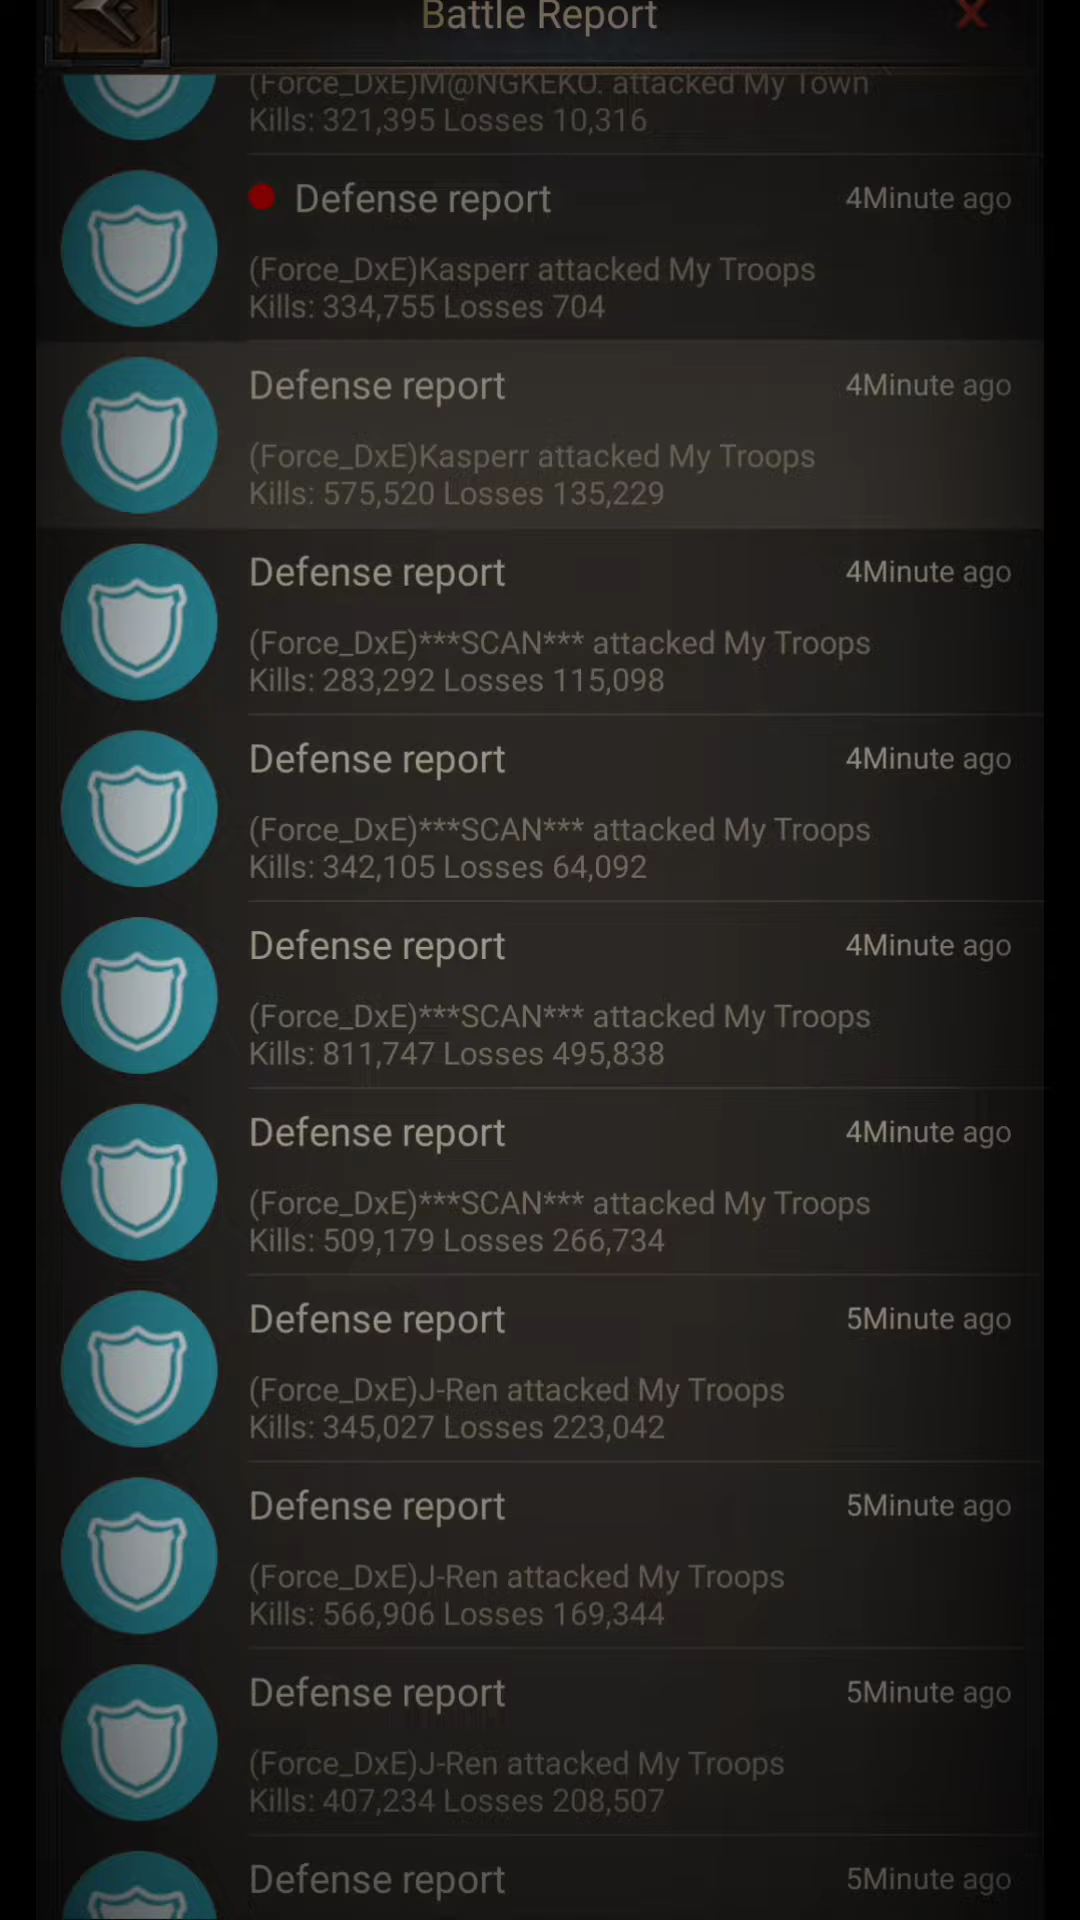 Battle Report
(Force_DxE)M@NGKEKO. attacked My Town
Kills: 321,395 Losses 10,316
Defense report
4Minute ago
(Force_DxE)Kasperr attacked My Troops
Kills: 334,755 Losses 704
Defense report
4Minute ago
(Force_DxE)Kasperr attacked My Troops
Kills: 575,520 Losses 135,229
Defense report
4Minute ago
(Force_DxE)***SCAN*** attacked My Troops
Kills: 283,292 Losses 115,098
Defense report
4Minute ago
(Force_DxE)***SCAN*** attacked My Troops
Kills: 342,105 Losses 64,092
Defense report
4Minute ago
(Force_DxE)***SCAN*** attacked My Troops
Kills: 811,747 Losses 495,838
Defense report
4Minute ago
(Force_DxE)***SCAN*** attacked My Troops
Kills: 509,179 Losses 266,734
Defense report
5Minute ago
(Force_DxE)J-Ren attacked My Troops
Kills: 345,027 Losses 223,042
Defense report
5Minute ago
(Force_DxE)J-Ren attacked My Troops
Kills: 566,906 Losses 169,344
Defense report
5Minute ago
(Force_DxE)J-Ren attacked My Troops
Kills: 407,234 Losses 208,507
Defense report
5Minute ago